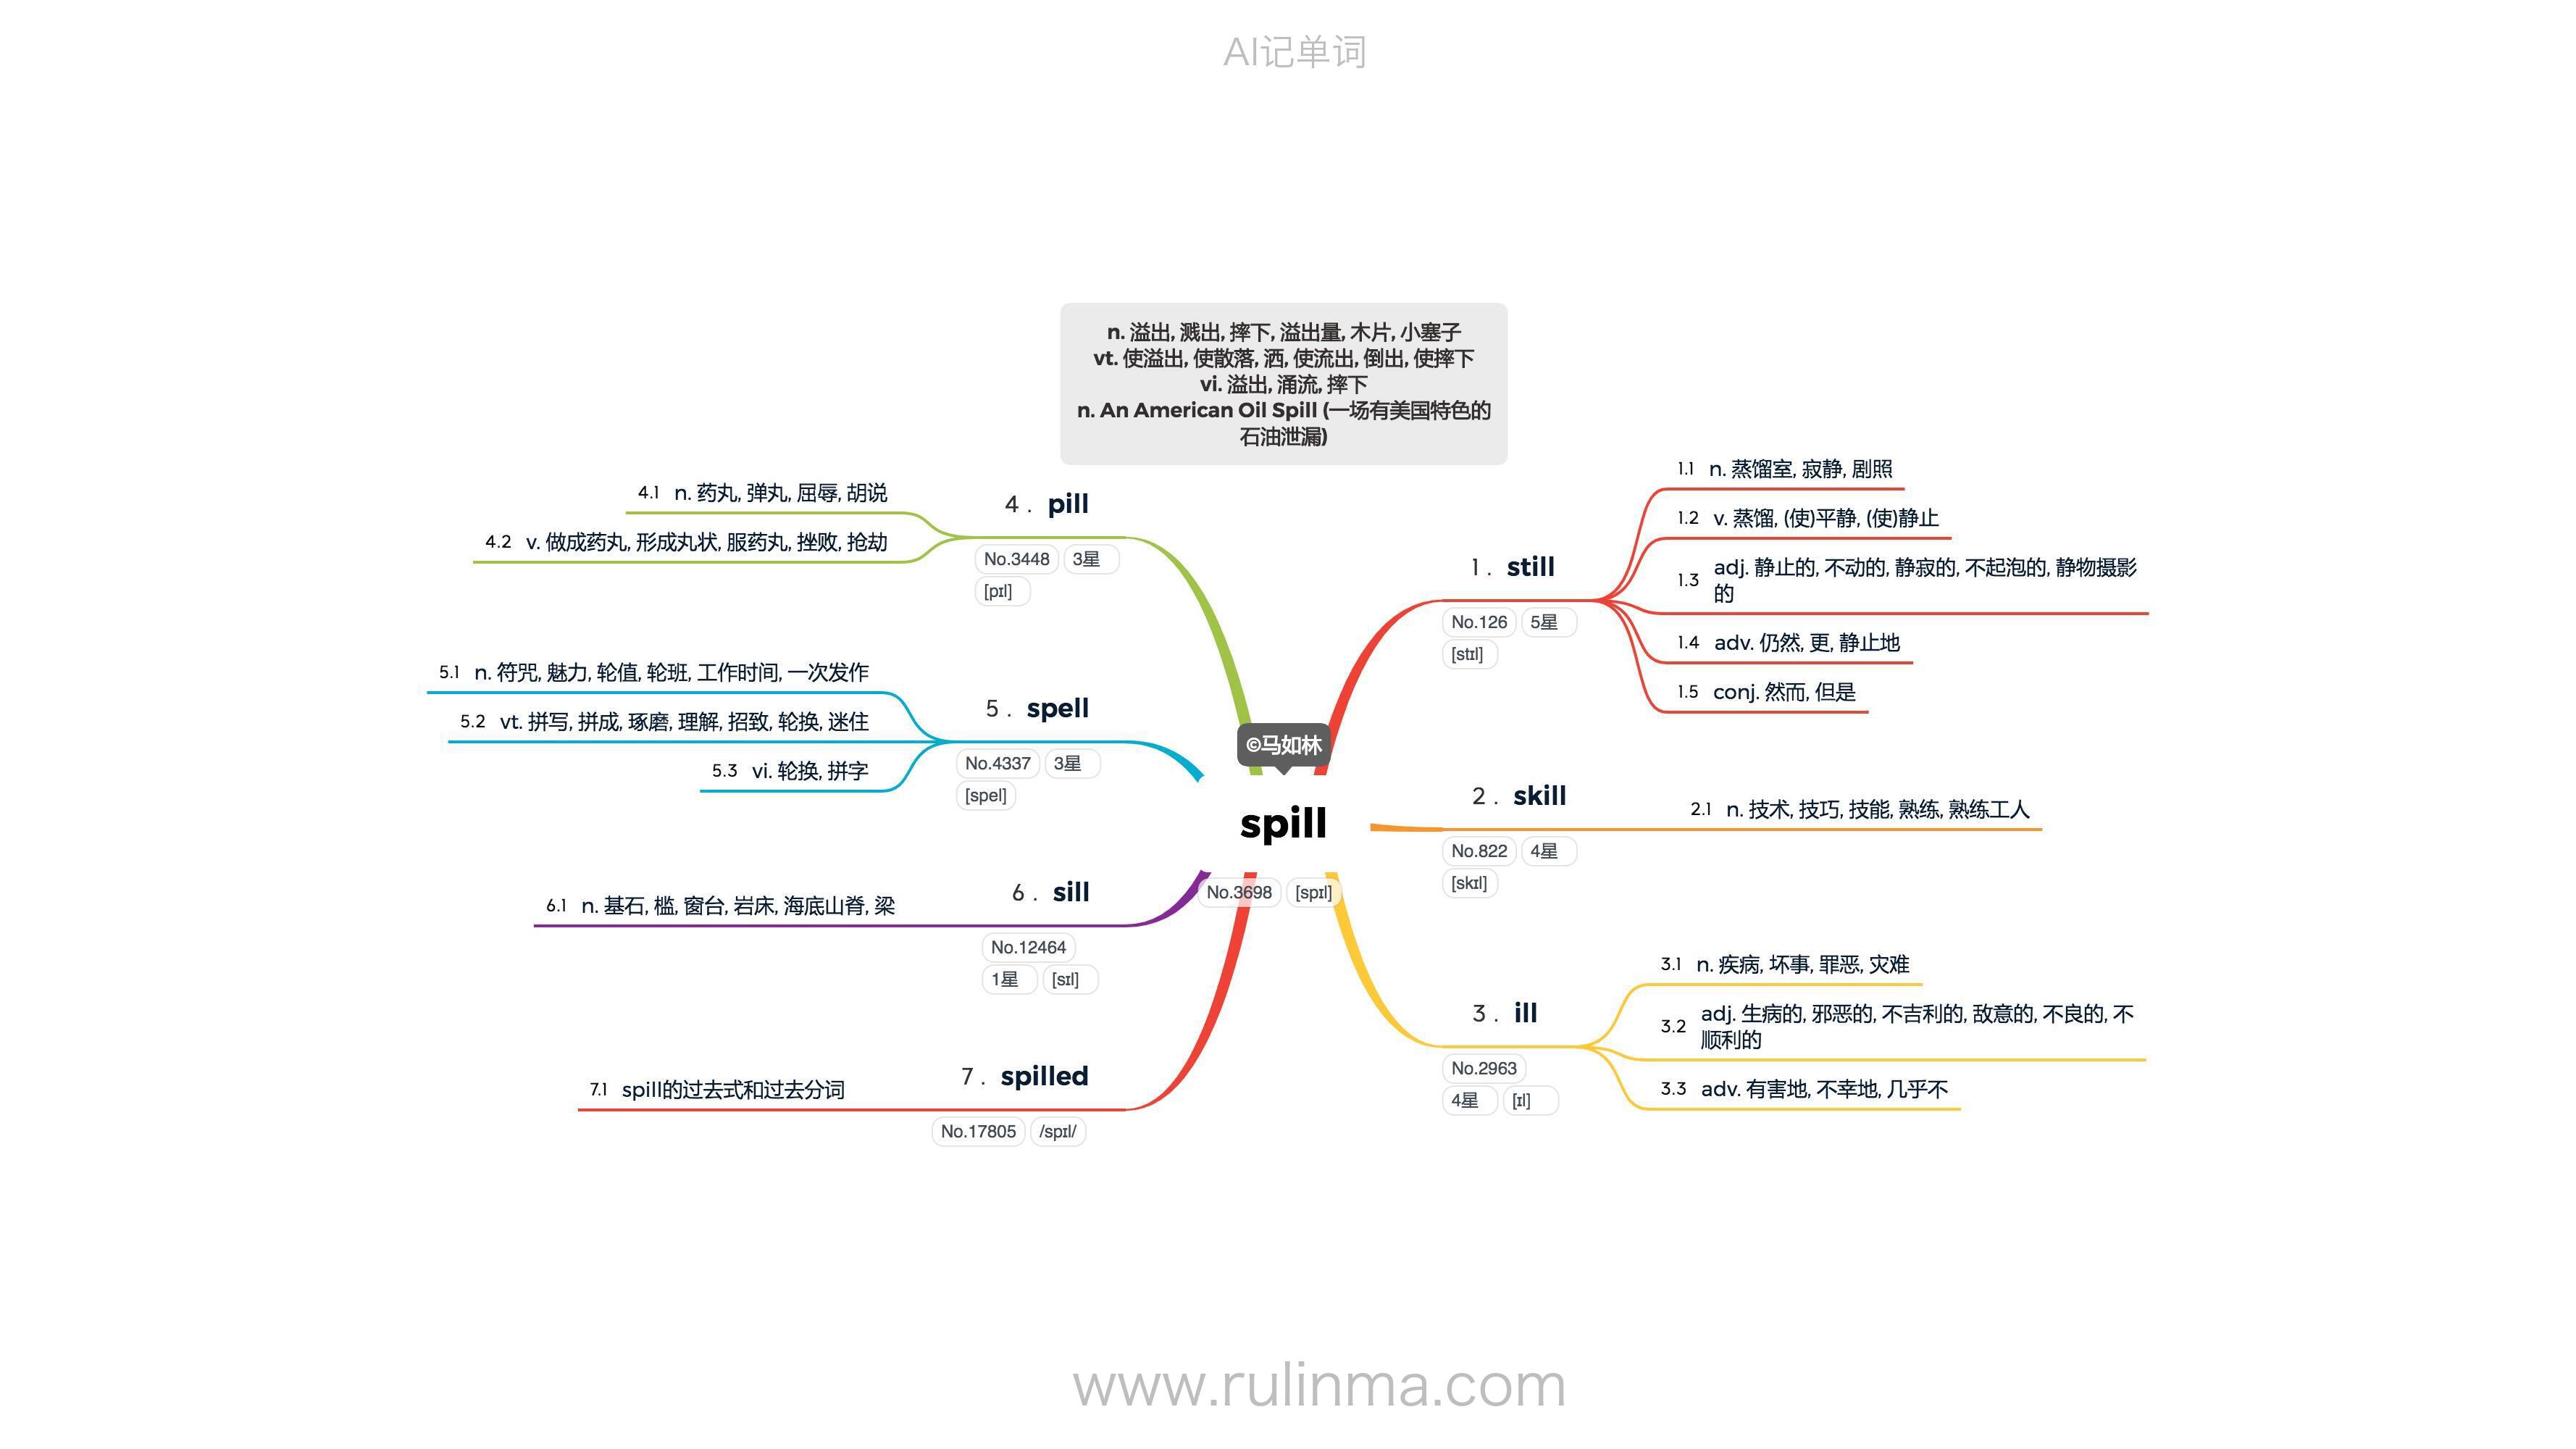 AI记单词
n. 溢出, 溅出, 摔下, 溢出量, 木片, 小塞子
vt. 使溢出, 使散落, 洒, 使流出, 倒出, 使摔下
vi. 溢出, 涌流, 摔下
n. An American Oil Spill (一场有美国特色的
石油泄漏)
©马如林
spill
No.3698 [spɪl]
1 . still
No.126 5星
[stɪl]
1.1 n. 蒸馏室, 寂静, 剧照
1.2 v. 蒸馏, (使)平静, (使)静止
1.3 adj. 静止的, 不动的, 静寂的, 不起泡的, 静物摄影
的
1.4 adv. 仍然, 更, 静止地
1.5 conj. 然而, 但是
2 . skill
No.822 4星
[skɪl]
2.1 n. 技术, 技巧, 技能, 熟练, 熟练工人
3 . ill
No.2963
4星 [ɪl]
3.1 n. 疾病, 坏事, 罪恶, 灾难
3.2 adj. 生病的, 邪恶的, 不吉利的, 敌意的, 不良的, 不
顺利的
3.3 adv. 有害地, 不幸地, 几乎不
4 . pill
No.3448 3星
[pɪl]
4.1 n. 药丸, 弹丸, 屈辱, 胡说
4.2 v. 做成药丸, 形成丸状, 服药丸, 挫败, 抢劫
5 . spell
No.4337 3星
[spel]
5.1 n. 符咒, 魅力, 轮值, 轮班, 工作时间, 一次发作
5.2 vt. 拼写, 拼成, 琢磨, 理解, 招致, 轮换, 迷住
5.3 vi. 轮换, 拼字
6 . sill
No.12464
1星 [sɪl]
6.1 n. 基石, 槛, 窗台, 岩床, 海底山脊, 梁
7 . spilled
No.17805 /spɪl/
7.1 spill的过去式和过去分词
www.rulinma.com